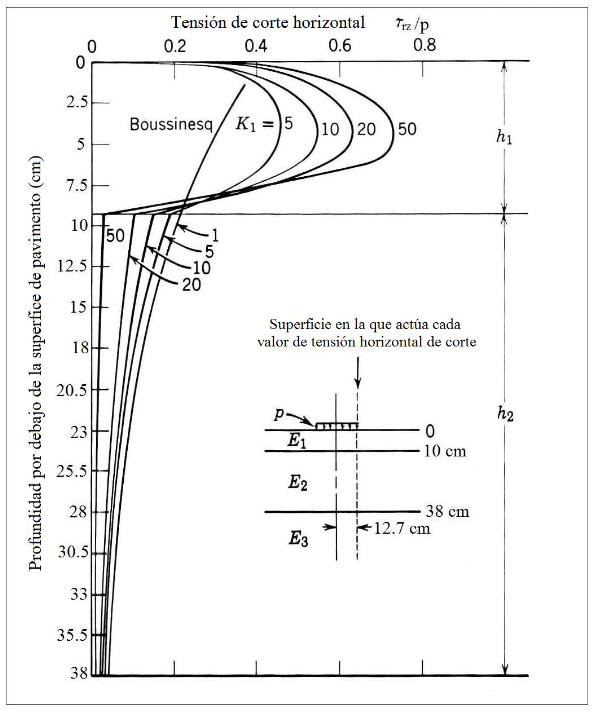 Tensión de corte horizontal τrz/p
0 0.2 0.4 0.6 0.8
0
2.5
5
7.5
10
12.5
15
18
20.5
23
25.5
28
30.5
33
35.5
38
Profundidad por debajo de la superfice de pavimento (cm)
Boussinesq K1 = 5 10 20 50
h1
50
1
5
10
20
h2
Superficie en la que actúa cada
valor de tensión horizontal de corte
p
0
E1
10 cm
E2
38 cm
12.7 cm
E3